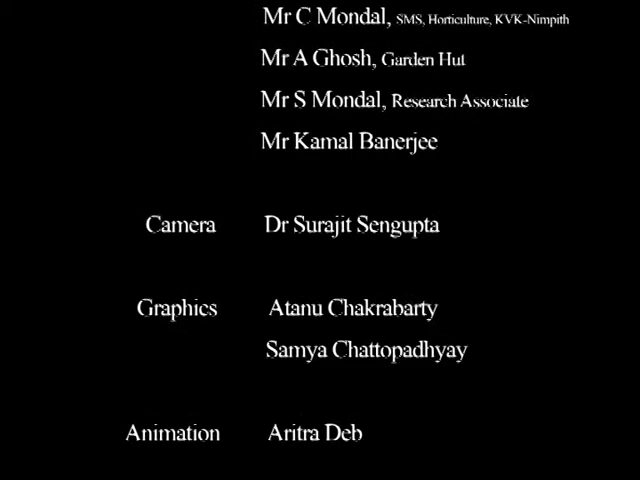 Mr C Mondal, SMS, Horticulture, KVK-Nimpith
Mr A Ghosh, Garden Hut
Mr S Mondal, Research Associate
Mr Kamal Banerjee
Camera Dr Surajit Sengupta
Graphics Atanu Chakrabarty
Samya Chattopadhyay
Animation Aritra Deb